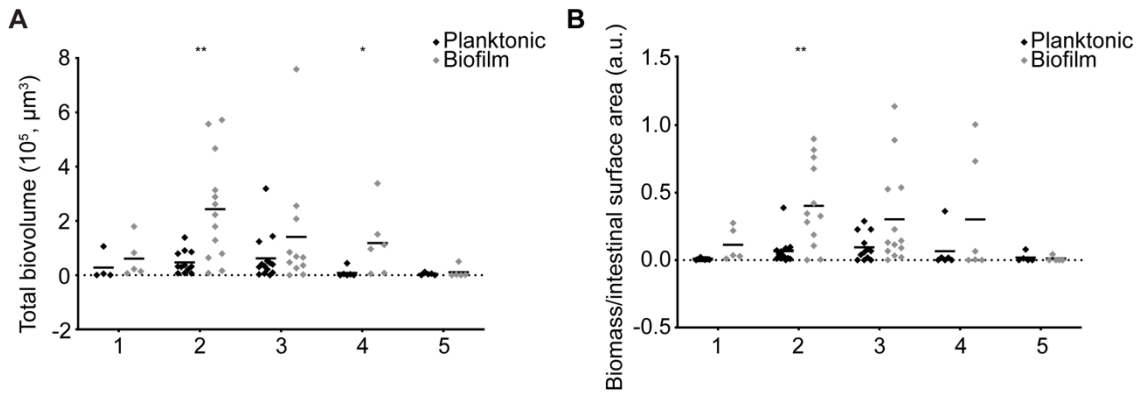 A
Total biovolume (10⁵, µm³)
8
6
4
2
0
-2
**
*
Planktonic
Biofilm
1 2 3 4 5
B
Biomass/intestinal surface area (a.u.)
1.5
1.0
0.5
0.0
-0.5
**
Planktonic
Biofilm
1 2 3 4 5